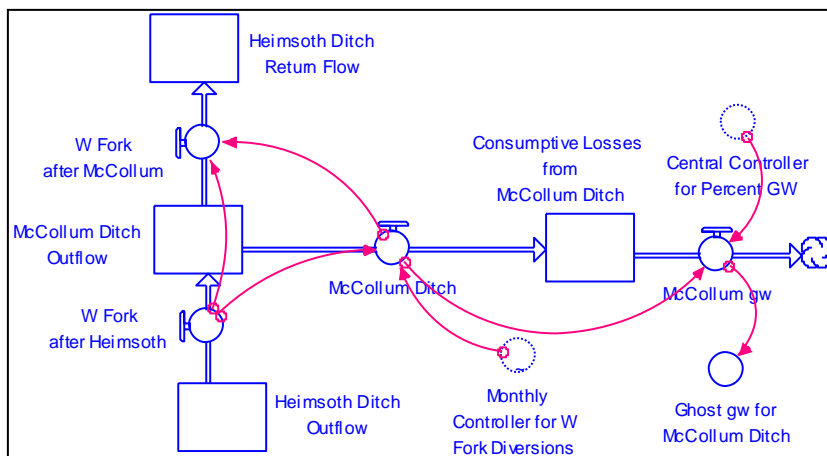 Heimsoth Ditch
Return Flow
W Fork
after McCollum
Consumptive Losses
from
McCollum Ditch
Central Controller
for Percent GW
McCollum Ditch
Outflow
McCollum Ditch
McCollum gw
W Fork
after Heimsoth
Heimsoth Ditch
Outflow
Monthly
Controller for W
Fork Diversions
Ghost gw for
McCollum Ditch